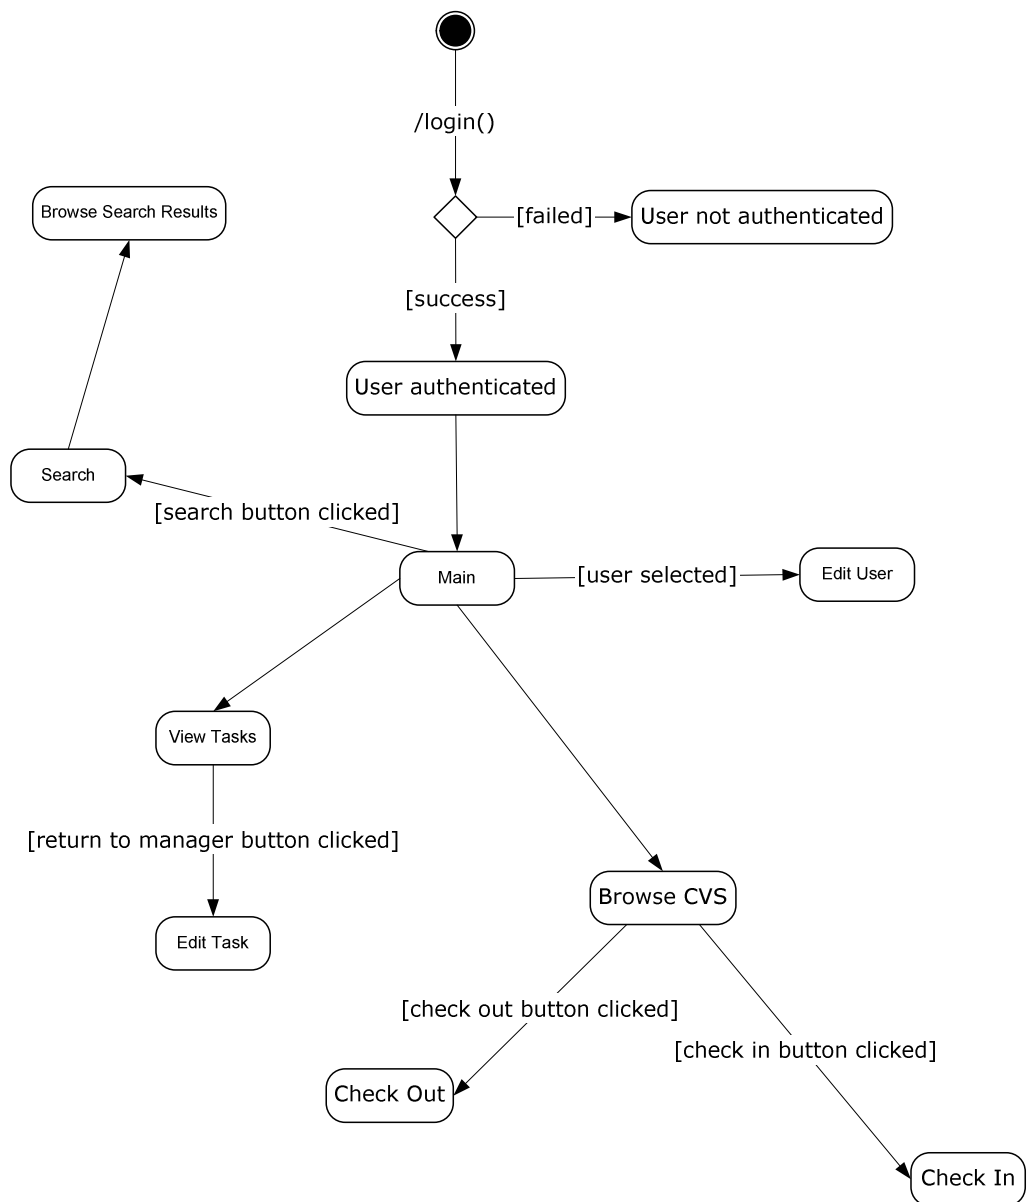 /login()
Browse Search Results
[failed]
User not authenticated
[success]
User authenticated
Search
[search button clicked]
Main
[user selected]
Edit User
View Tasks
[return to manager button clicked]
Browse CVS
Edit Task
[check out button clicked]
[check in button clicked]
Check Out
Check In